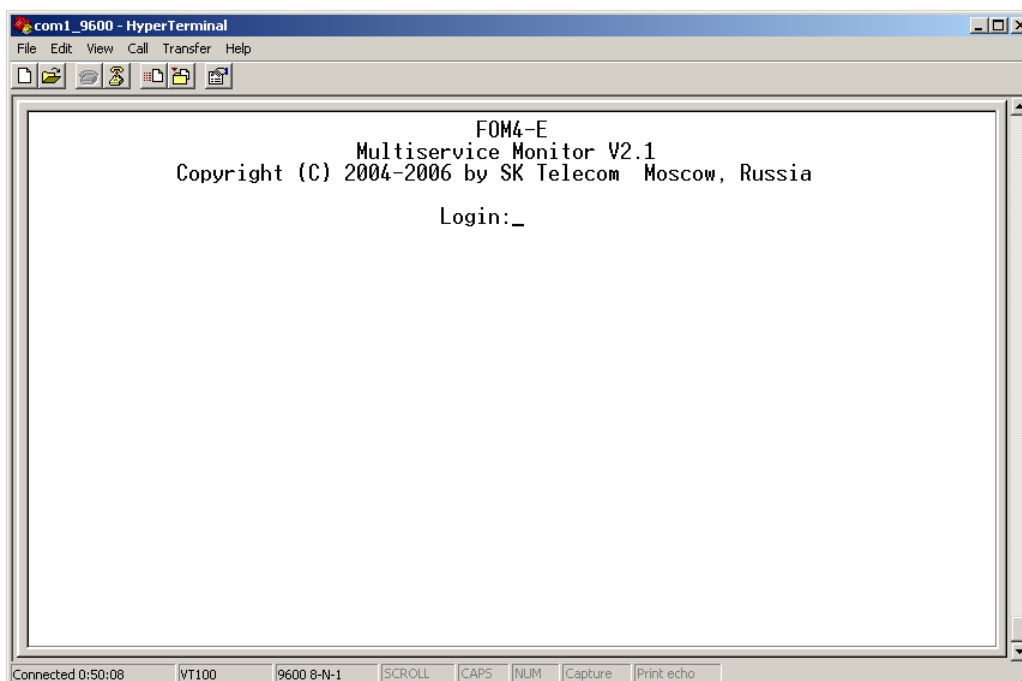 com1_9600 - HyperTerminal
File Edit View Call Transfer Help
FOM4-E
Multiservice Monitor V2.1
Copyright (C) 2004-2006 by SK Telecom Moscow, Russia
Login:_
Connected 0:50:08 VT100 9600 8-N-1 SCROLL CAPS NUM Capture Print echo